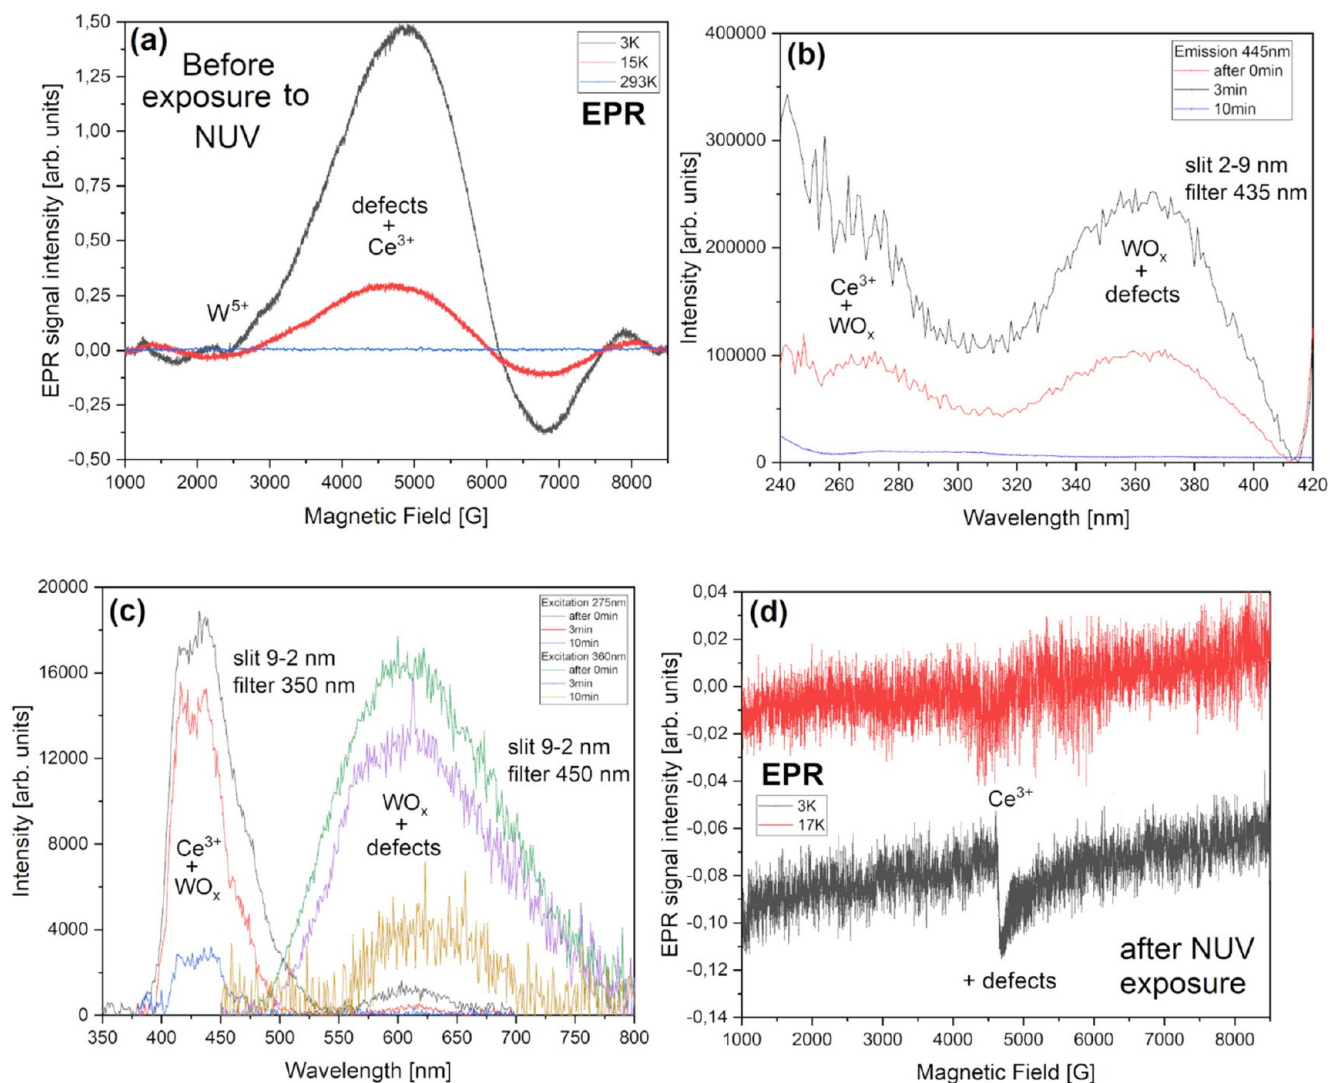 (a)
Before
exposure to
NUV
3K
15K
293K
EPR
defects
+
Ce³⁺
W⁵⁺
1,50
1,25
1,00
0,75
0,50
0,25
0,00
-0,25
-0,50
EPR signal intensity [arb. units]
1000 2000 3000 4000 5000 6000 7000 8000
Magnetic Field [G]
(b)
Emission 445nm
after 0min
3min
10min
slit 2-9 nm
filter 435 nm
WOₓ
+
defects
Ce³⁺
+
WOₓ
400000
300000
200000
100000
0
Intensity [arb. units]
240 260 280 300 320 340 360 380 400 420
Wavelength [nm]
(c)
Excitation 275nm
after 0min
3min
10min
Excitation 360nm
after 0min
3min
10min
slit 9-2 nm
filter 350 nm
slit 9-2 nm
filter 450 nm
Ce³⁺
+
WOₓ
WOₓ
+
defects
20000
16000
12000
8000
4000
0
Intensity [arb. units]
350 400 450 500 550 600 650 700 750 800
Wavelength [nm]
(d)
EPR
3K
17K
Ce³⁺
+ defects
after NUV
exposure
0,04
0,02
0,00
-0,02
-0,04
-0,06
-0,08
-0,10
-0,12
-0,14
EPR signal intensity [arb. units]
1000 2000 3000 4000 5000 6000 7000 8000
Magnetic Field [G]